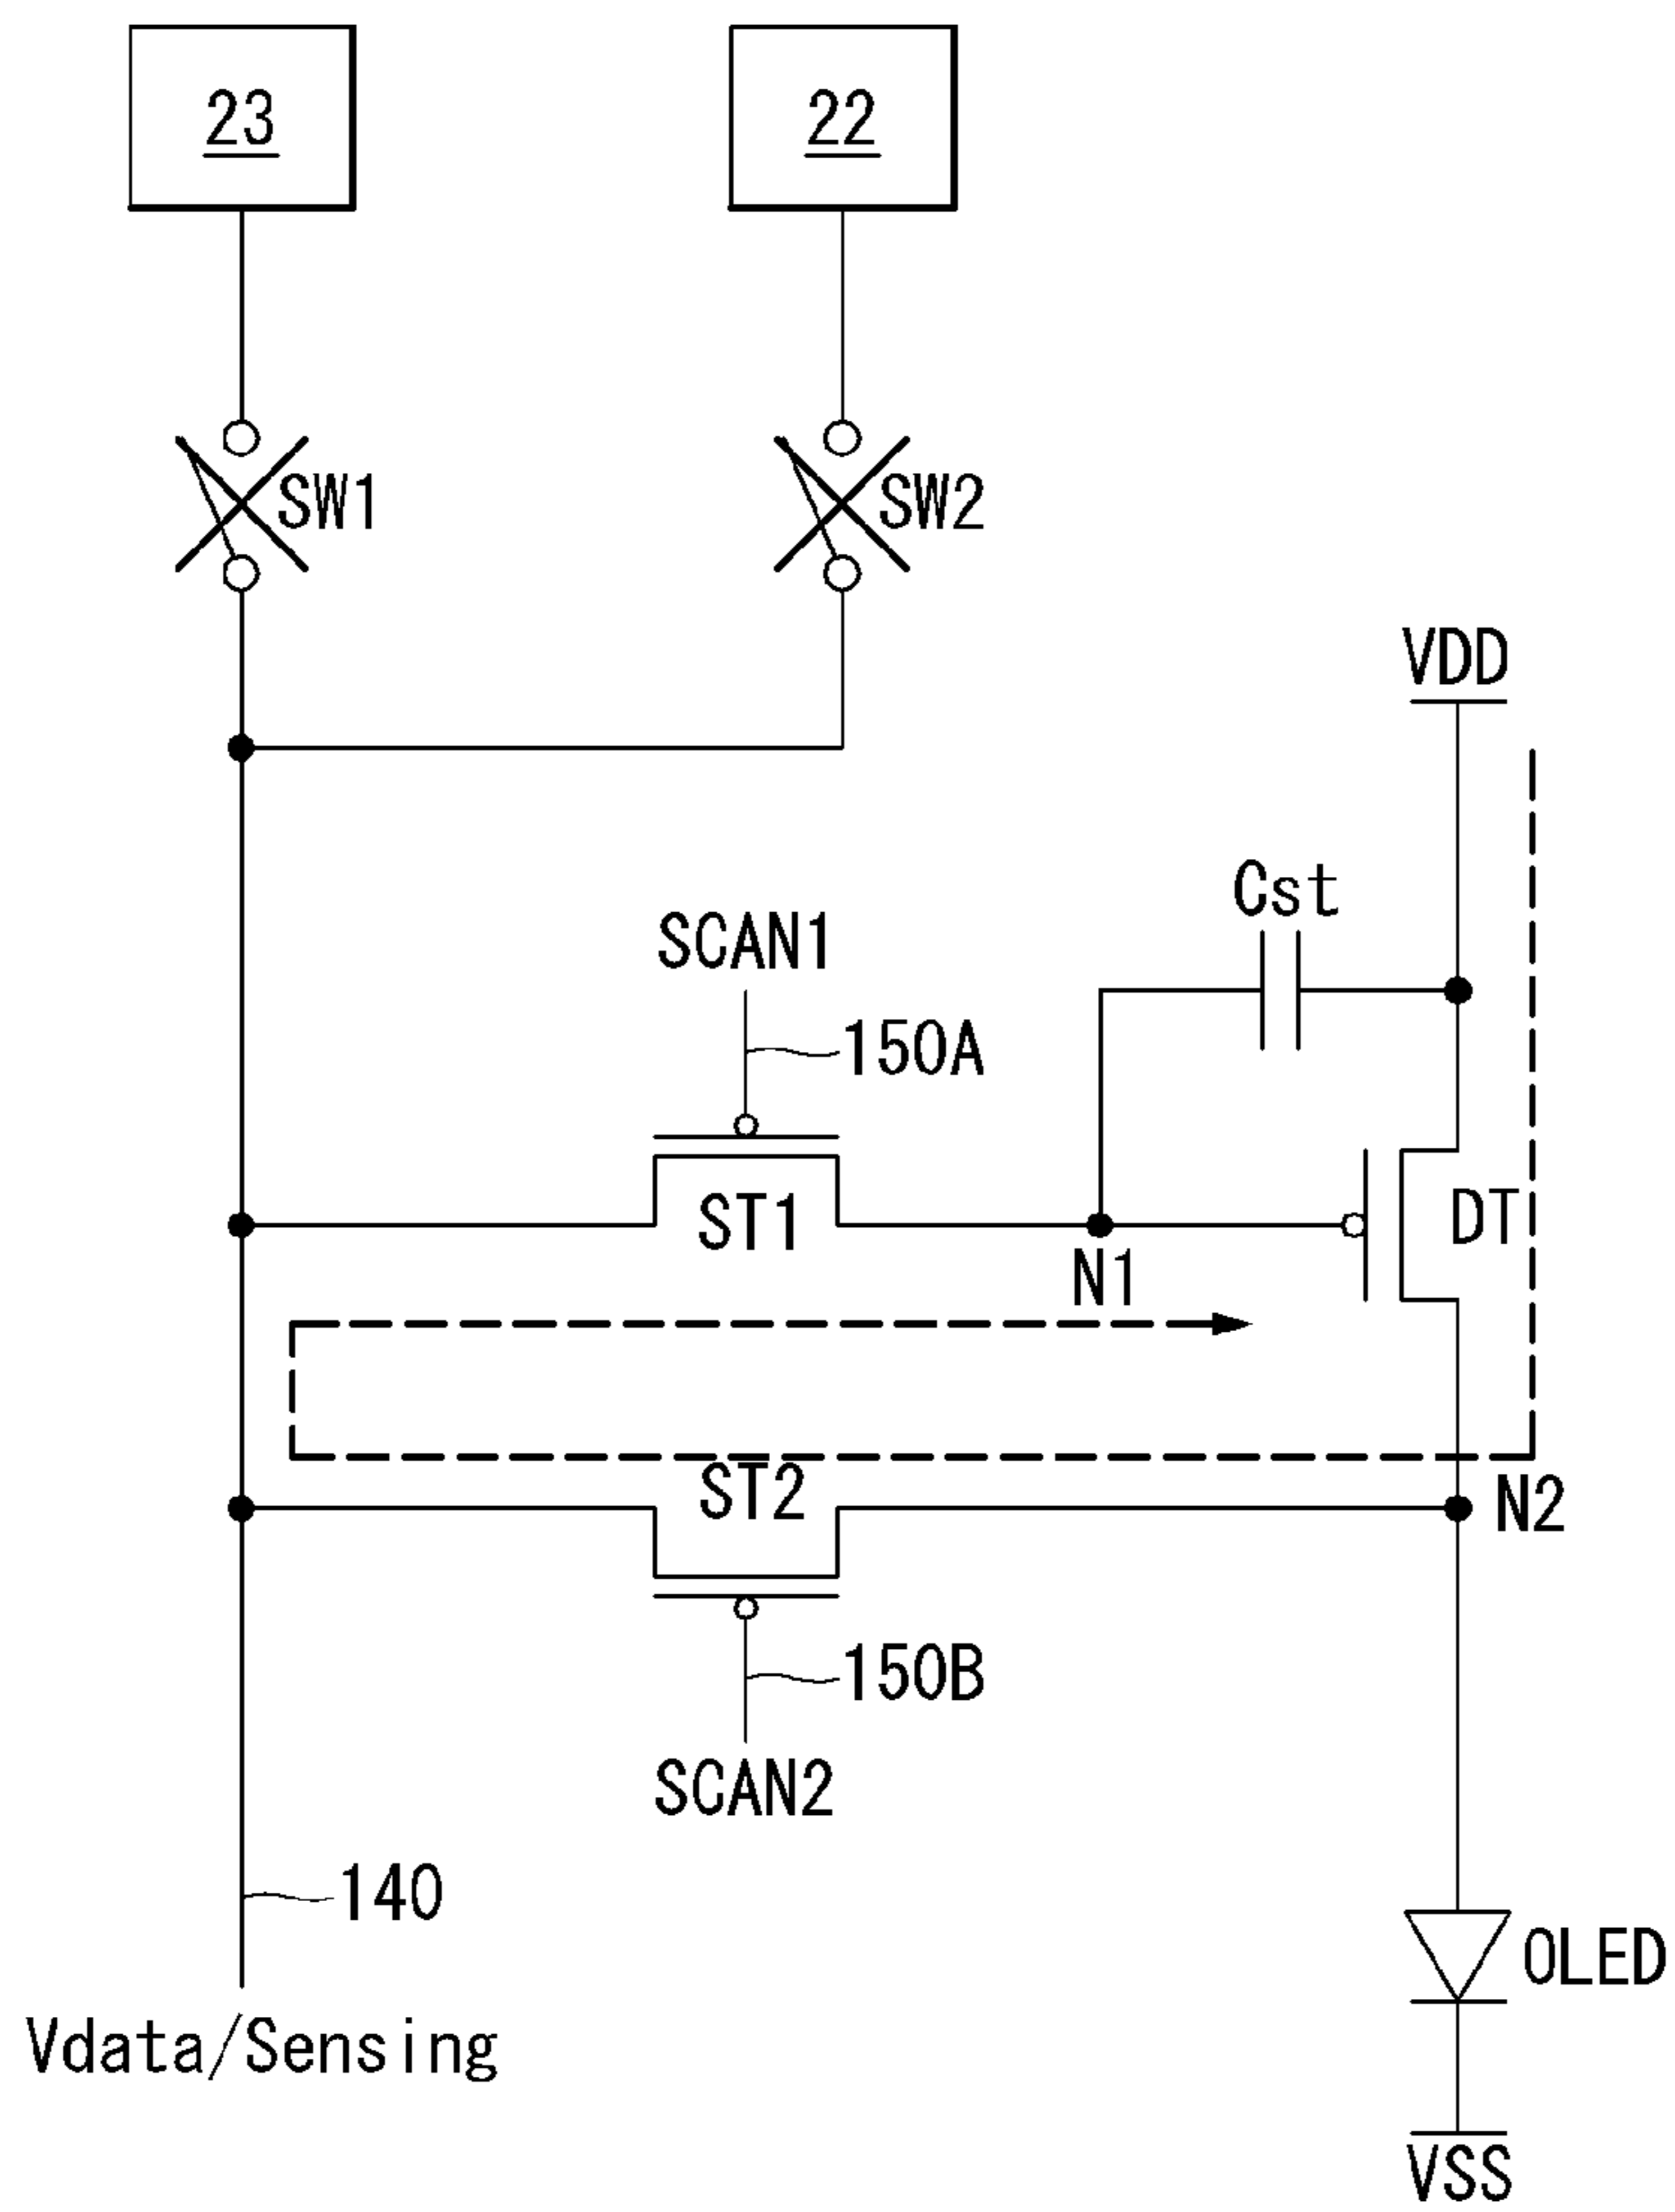 23
22
SW1
SW2
VDD
Cst
SCAN1
150A
ST1
DT
N1
ST2
N2
150B
SCAN2
140
OLED
Vdata/Sensing
VSS